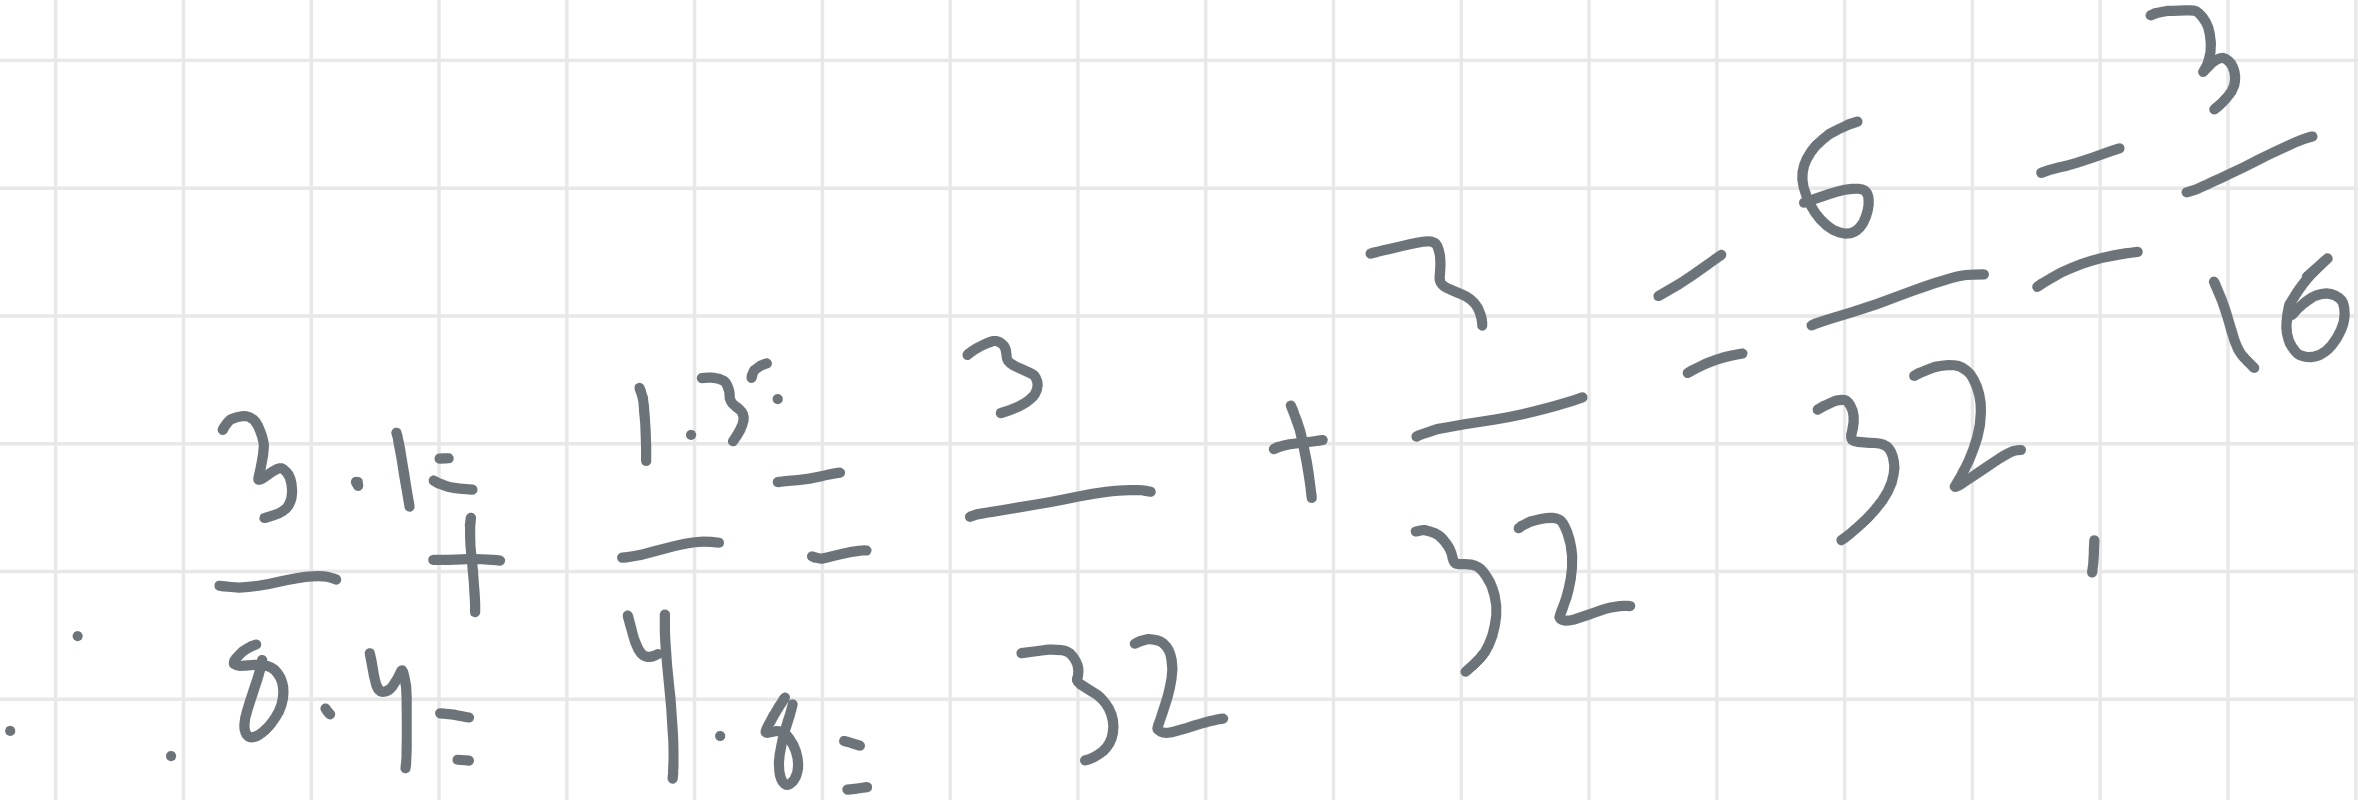 3 · 1 = 1 · 3 = 3 3 6 3
— + — = — + — = — = —
8 · 4 = 4 · 8 = 32 32 32 16